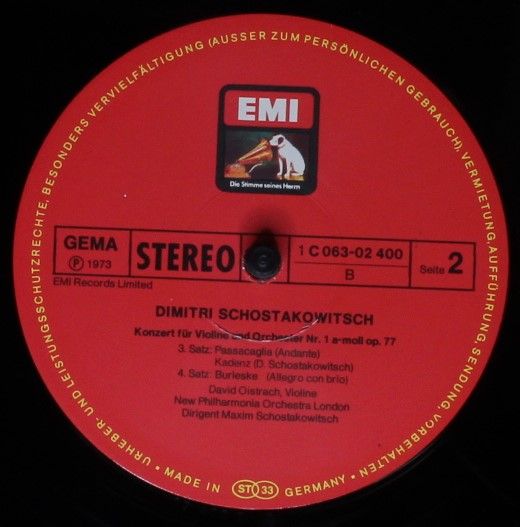 URHEBER- UND LEISTUNGSSCHUTZRECHTE, BESONDERS VERVIELFÄLTIGUNG (AUSSER ZUM PERSÖNLICHEN GEBRAUCH), VERMIETUNG, AUFFÜHRUNG, SENDUNG, VORBEHALTEN
EMI
Die Stimme seines Herrn
GEMA
Ⓟ 1973
STEREO
1 C 063-02 400
B
Seite 2
EMI Records Limited
DIMITRI SCHOSTAKOWITSCH
Konzert für Violine und Orchester Nr. 1 a-moll op. 77
3. Satz: Passacaglia (Andante)
Kadenz (D. Schostakowitsch)
4. Satz: Burleske (Allegro con brio)
David Oistrach, Violine
New Philharmonia Orchestra London
Dirigent Maxim Schostakowitsch
• MADE IN ST 33 GERMANY •